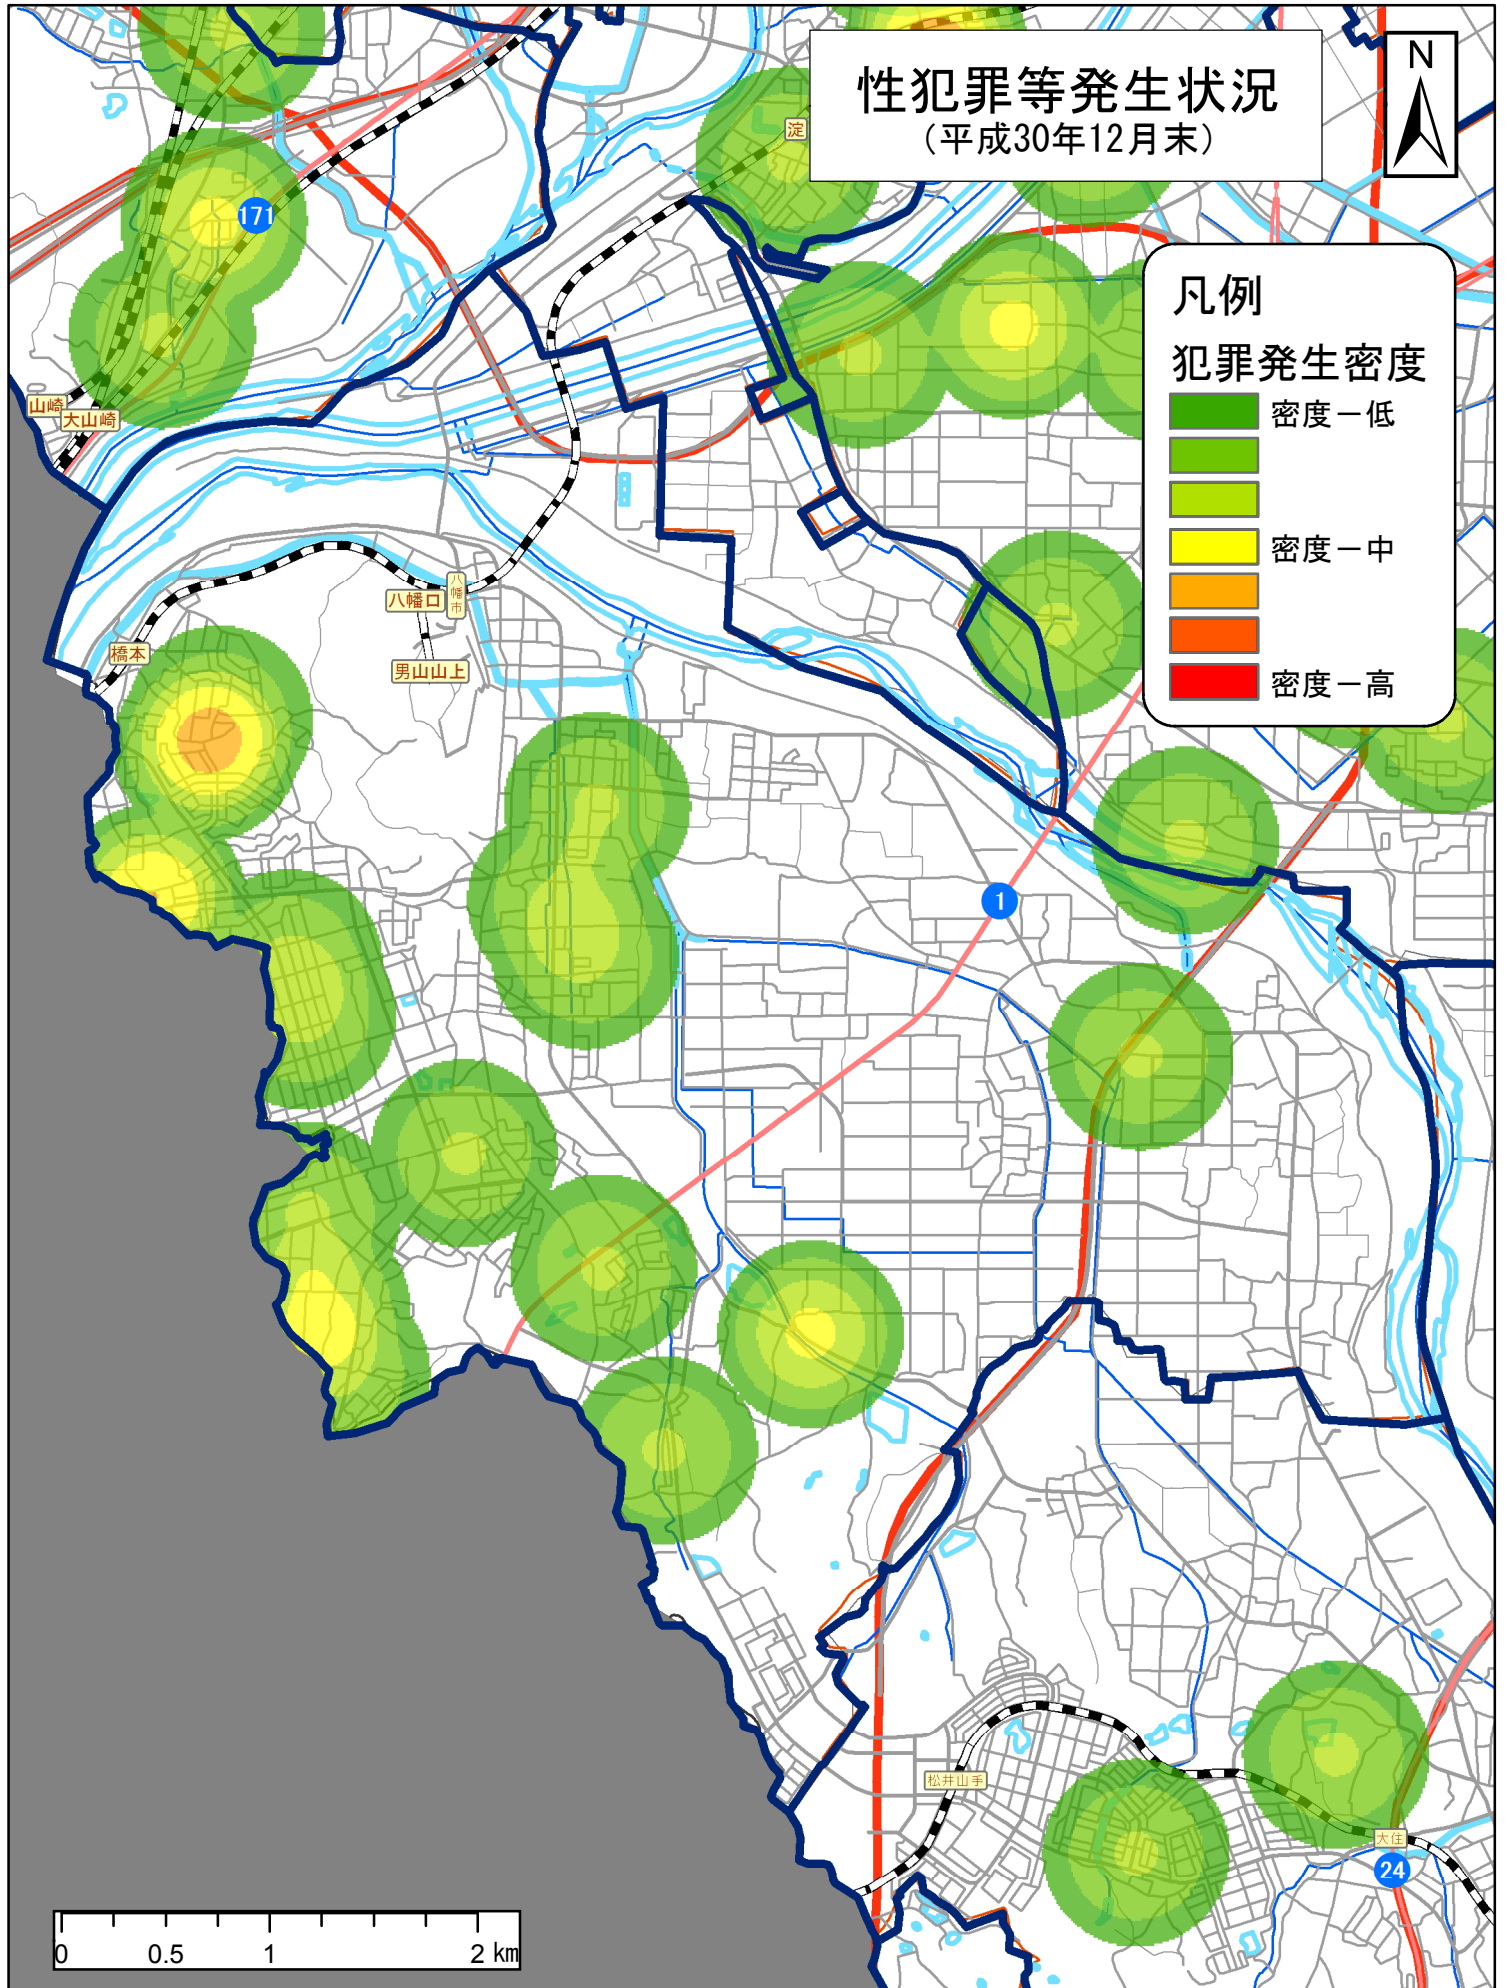 性犯罪等発生状況
(平成30年12月末)
N
淀
171
凡例
犯罪発生密度
密度－低
密度－中
密度－高
山崎
大山崎
八幡口
八幡市
橋本
男山山上
1
松井山手
大住
24
0 0.5 1 2 km